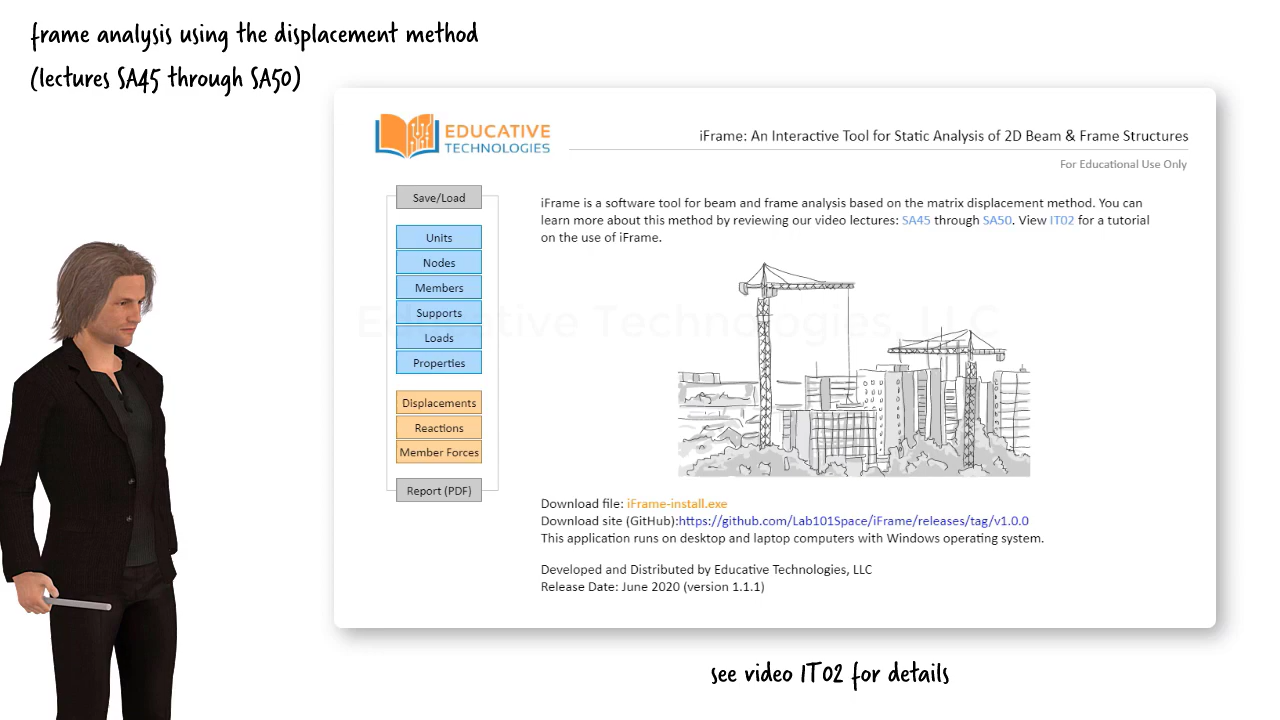 frame analysis using the displacement method
(lectures SA45 through SA50)
EDUCATIVE
TECHNOLOGIES
iFrame: An Interactive Tool for Static Analysis of 2D Beam & Frame Structures
For Educational Use Only
Save/Load
Units
Nodes
Members
Supports
Loads
Properties
Displacements
Reactions
Member Forces
Report (PDF)
iFrame is a software tool for beam and frame analysis based on the matrix displacement method. You can
learn more about this method by reviewing our video lectures: SA45 through SA50. View IT02 for a tutorial
on the use of iFrame.
Educative Technologies, LLC
Download file: iFrame-install.exe
Download site (GitHub):https://github.com/Lab101Space/iFrame/releases/tag/v1.0.0
This application runs on desktop and laptop computers with Windows operating system.
Developed and Distributed by Educative Technologies, LLC
Release Date: June 2020 (version 1.1.1)
see video IT02 for details